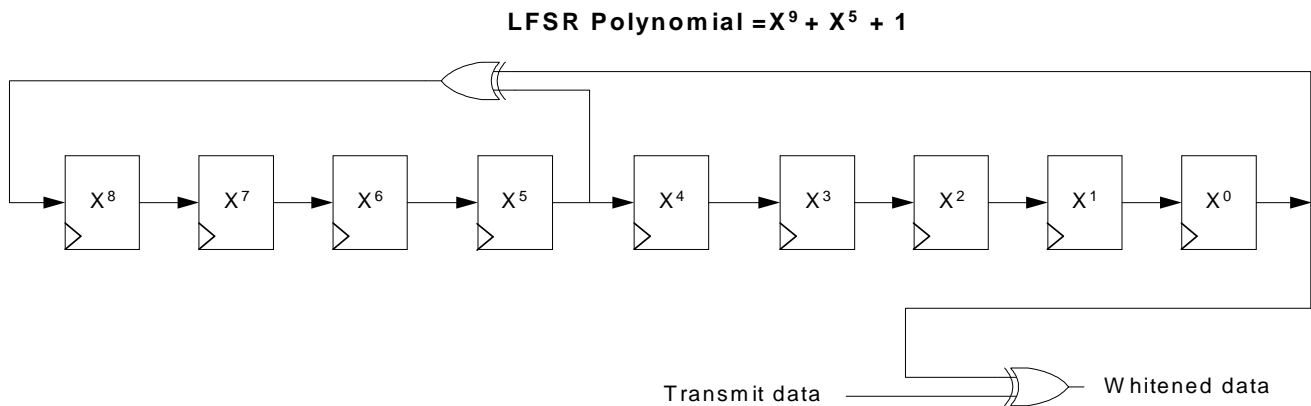 LFSR Polynomial =X⁹ + X⁵ + 1
X⁸ X⁷ X⁶ X⁵ X⁴ X³ X² X¹ X⁰
Transmit data
Whitened data